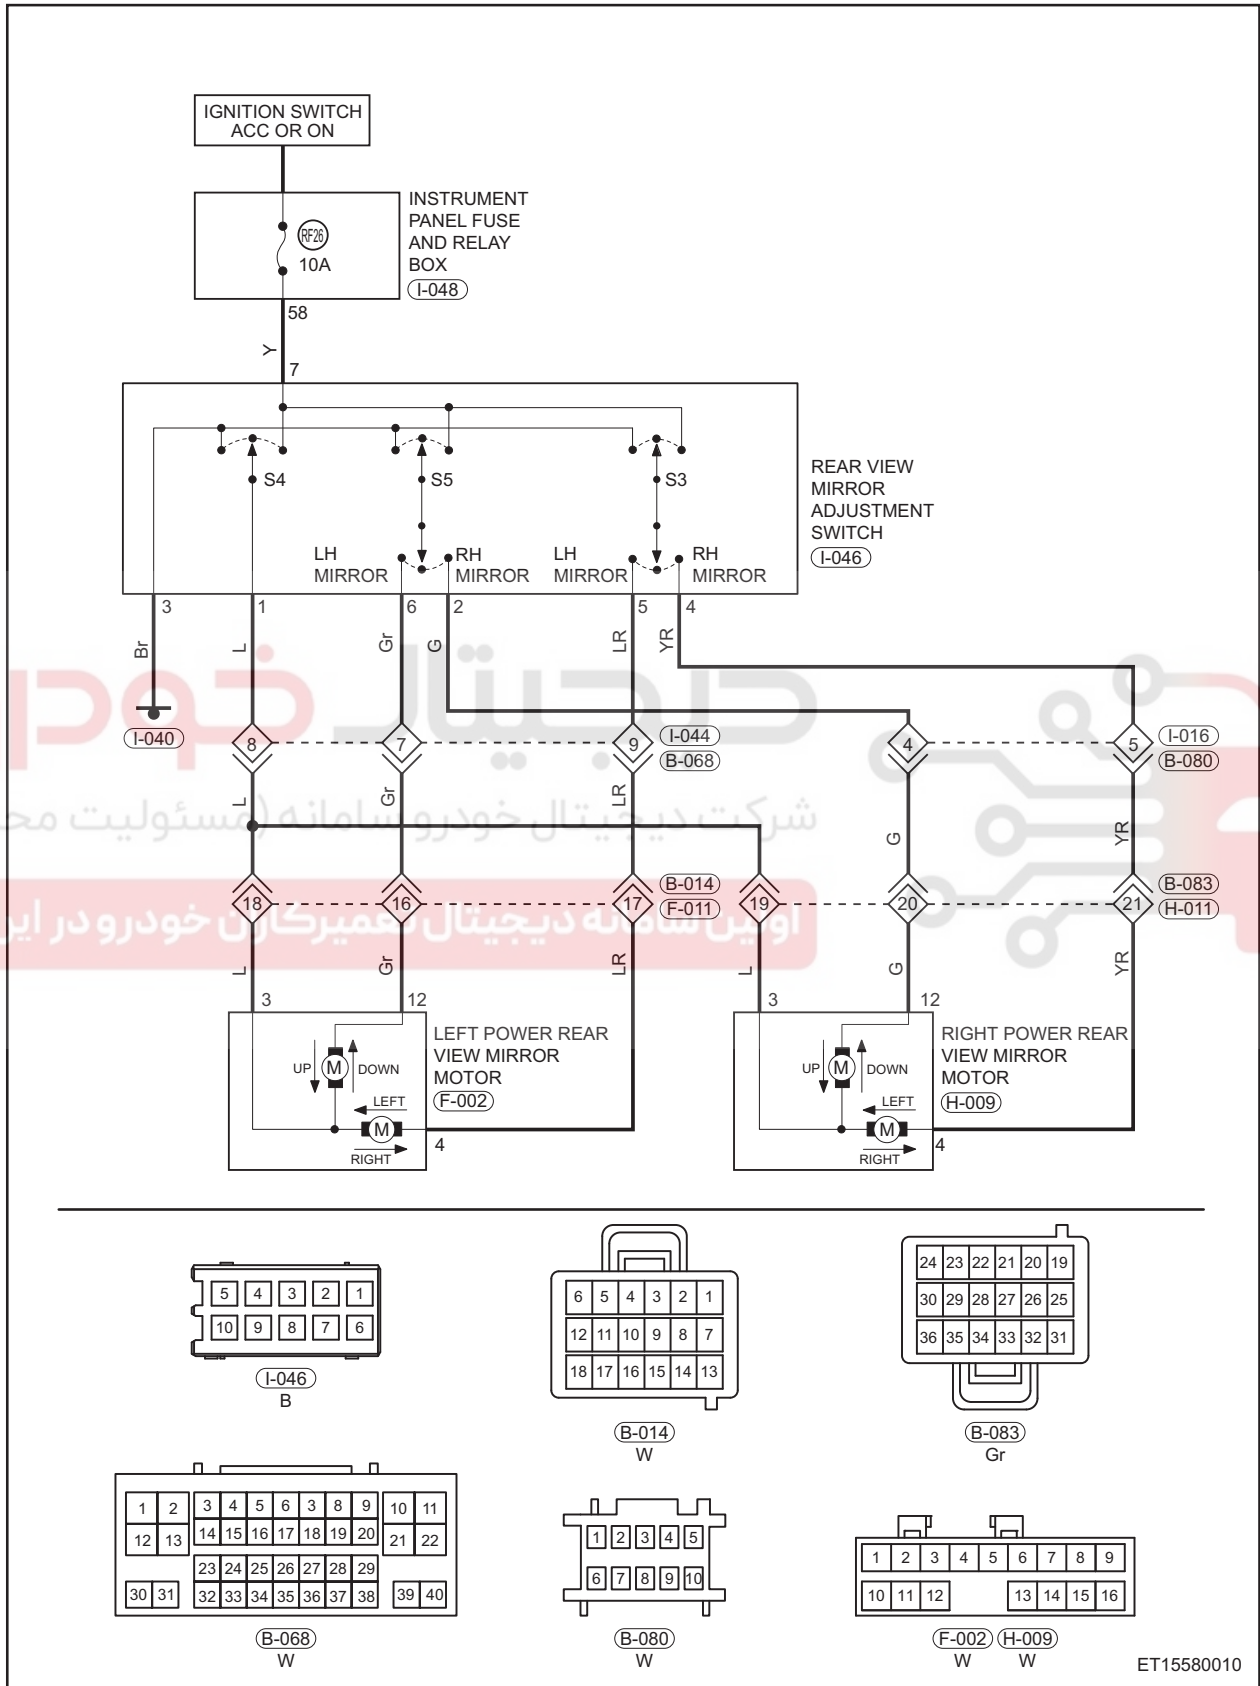 IGNITION SWITCH
ACC OR ON
RF26
10A
INSTRUMENT
PANEL FUSE
AND RELAY
BOX
I-048
58
Y
7
S4
S5
S3
REAR VIEW
MIRROR
ADJUSTMENT
SWITCH
I-046
LH
MIRROR
RH
MIRROR
LH
MIRROR
RH
MIRROR
3
1
6
2
5
4
Br
L
Gr
G
LR
YR
دیجیتال خودرو
I-040
8
7
9
I-044
B-068
4
5
I-016
B-080
L
Gr
LR
G
YR
شرکت دیجیتال خودرو سامانه (مسئولیت
18
16
17
B-014
F-011
19
20
21
B-083
H-011
اولین سامانه دیجیتال تعمیرکاران خودرو در
L
Gr
LR
L
G
YR
3
12
LEFT POWER REAR
VIEW MIRROR
MOTOR
F-002
UP
M
DOWN
LEFT
M
RIGHT
4
3
12
RIGHT POWER REAR
VIEW MIRROR
MOTOR
H-009
UP
M
DOWN
LEFT
M
RIGHT
4
5 4 3 2 1
10 9 8 7 6
I-046
B
6 5 4 3 2 1
12 11 10 9 8 7
18 17 16 15 14 13
B-014
W
24 23 22 21 20 19
30 29 28 27 26 25
36 35 34 33 32 31
B-083
Gr
1 2 3 4 5 6 3 8 9 10 11
12 13 14 15 16 17 18 19 20 21 22
23 24 25 26 27 28 29
30 31 32 33 34 35 36 37 38 39 40
B-068
W
1 2 3 4 5
6 7 8 9 10
B-080
W
1 2 3 4 5 6 7 8 9
10 11 12 13 14 15 16
F-002 H-009
W W
ET15580010